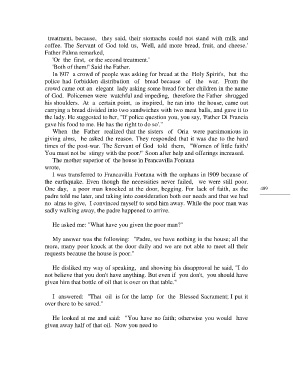 treatment, because, they said, their stomachs could not stand with milk and
coffee. The Servant of God told us, 'Well, add more bread, fruit, and cheese.'
Father Palma remarked,
'Or the first, or the second treatment.'
'Both of them!' Said the Father.
In 1917 a crowd of people was asking for bread at the Holy Spirit's, but the
police had forbidden distribution of bread because of the war. From the
crowd came out an elegant lady asking some bread for her children in the name
of God. Policemen were watchful and impeding, therefore the Father shrugged
his shoulders. At a certain point, as inspired, he ran into the house, came out
carrying a bread divided into two sandwiches with two meat balls, and gave it to
the lady. He suggested to her, "If police question you, you say, 'Father Di Francia
gave his food to me. He has the right to do so'."
When the Father realized that the sisters of Oria were parsimonious in
giving alms, he asked the reason. They responded that it was due to the hard
times of the post-war. The Servant of God told them, "Women of little faith!
You must not be stingy with the poor!" Soon after help and offerings increased.
The mother superior of the house in Francavilla Fontana
wrote,
I was transferred to Francavilla Fontana with the orphans in 1909 because of
the earthquake. Even though the necessities never failed, we were still poor.
One day, a poor man knocked at the door, begging. For lack of faith, as the
padre told me later, and taking into consideration both our needs and that we had
no alms to give, I contrived myself to send him away. While the poor man was
sadly walking away, the padre happened to arrive.
409
He asked me: "What have you given the poor man?"
My answer was the following: "Padre, we have nothing in the house; all the
more, many poor knock at the door daily and we are not able to meet all their
requests because the house is poor."
He disliked my way of speaking, and showing his disapproval he said, "I do
not believe that you don't have anything. But even if you don't, you should have
given him that bottle of oil that is over on that table."
I answered: "That oil is for the lamp for the Blessed Sacrament; I put it
over there to be saved."
He looked at me and said: "You have no faith; otherwise you would have
given away half of that oil. Now you need to